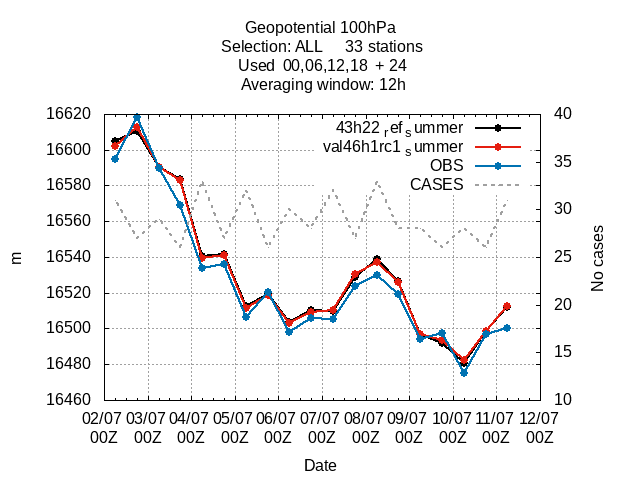 Geopotential 100hPa
Selection: ALL 33 stations
Used 00,06,12,18 + 24
Averaging window: 12h
16620
16600
16580
16560
16540
16520
16500
16480
16460
m
43h22 refsummer
val46h1rc1 summer
OBS
CASES
40
35
30
25
20
15
10
No cases
02/07 03/07 04/07 05/07 06/07 07/07 08/07 09/07 10/07 11/07 12/07
00Z 00Z 00Z 00Z 00Z 00Z 00Z 00Z 00Z 00Z 00Z
Date